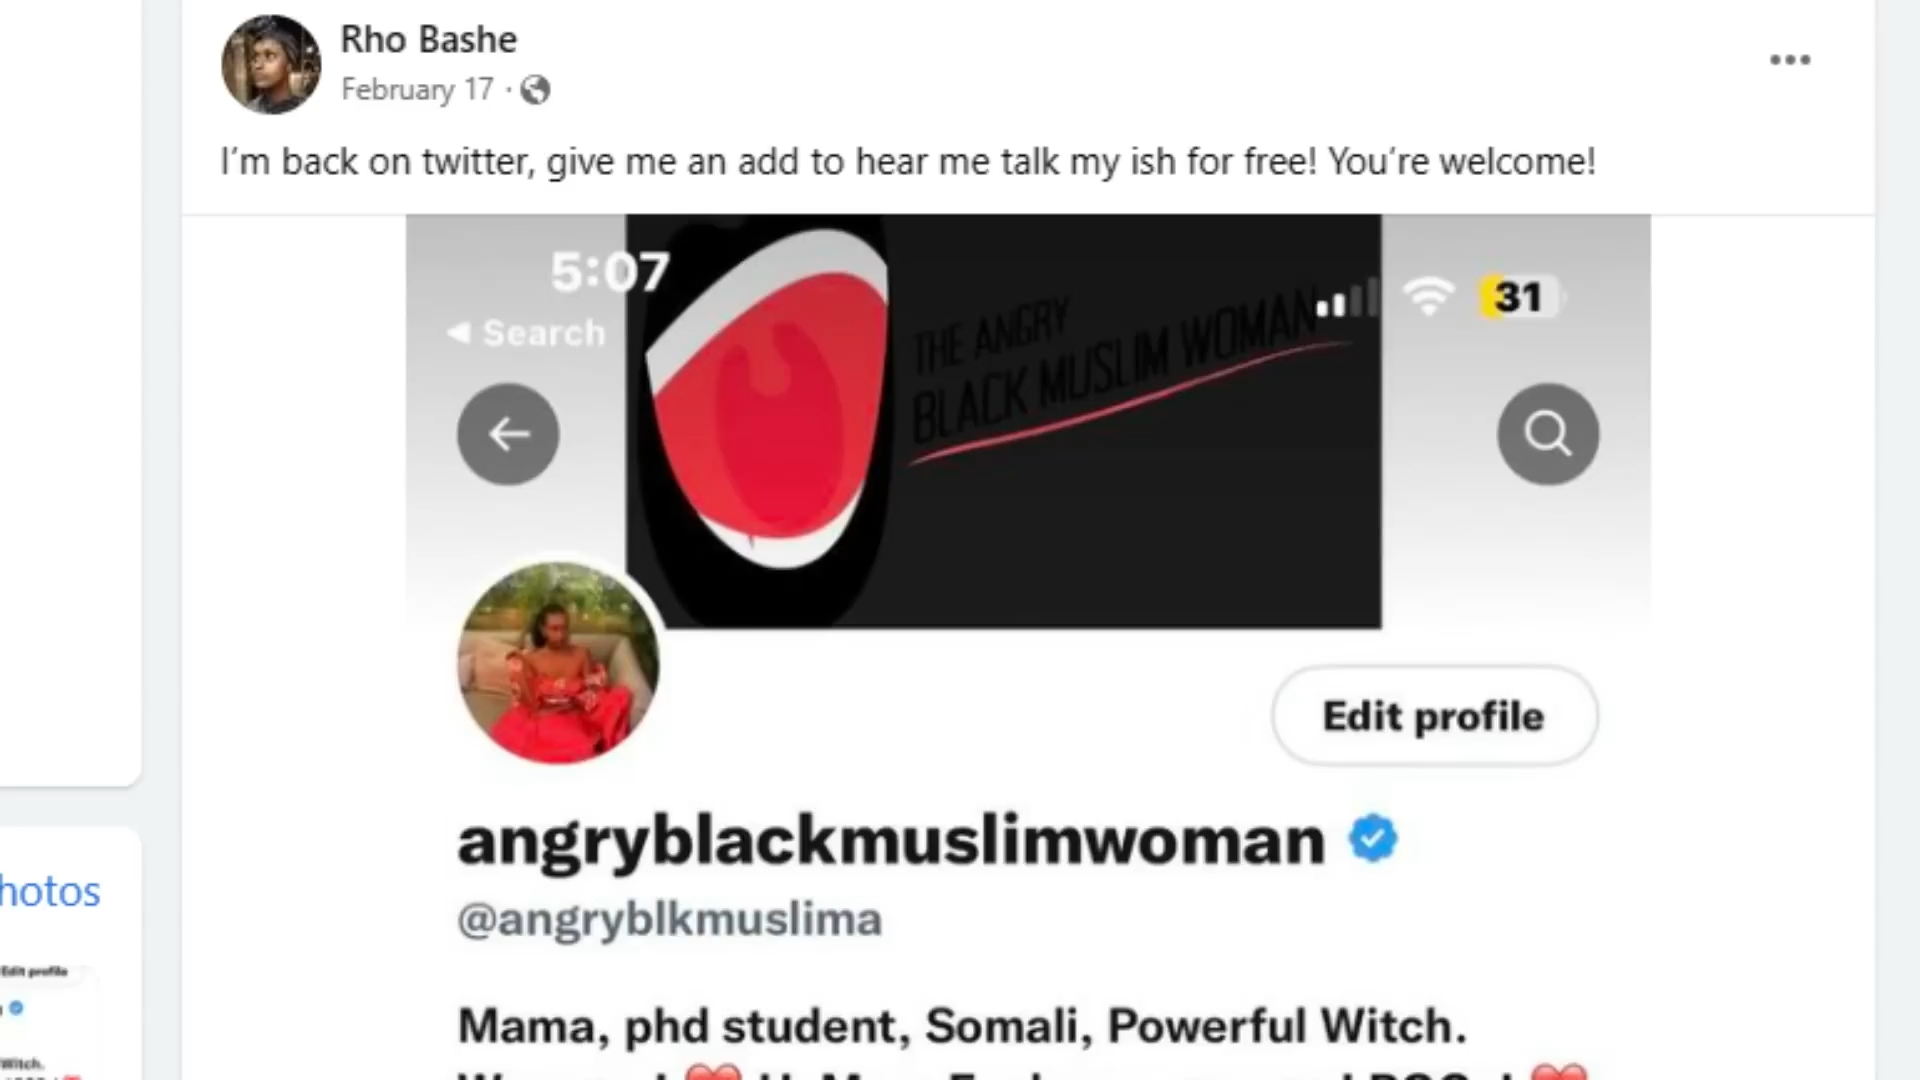 Rho Bashe
February 17 ·
I'm back on twitter, give me an add to hear me talk my ish for free! You're welcome!
5:07
31
Search
THE ANGRY
BLACK MUSLIM WOMAN
Edit profile
angryblackmuslimwoman
@angryblkmuslima
hotos
Edit profile
Mama, phd student, Somali, Powerful Witch.
Witch.